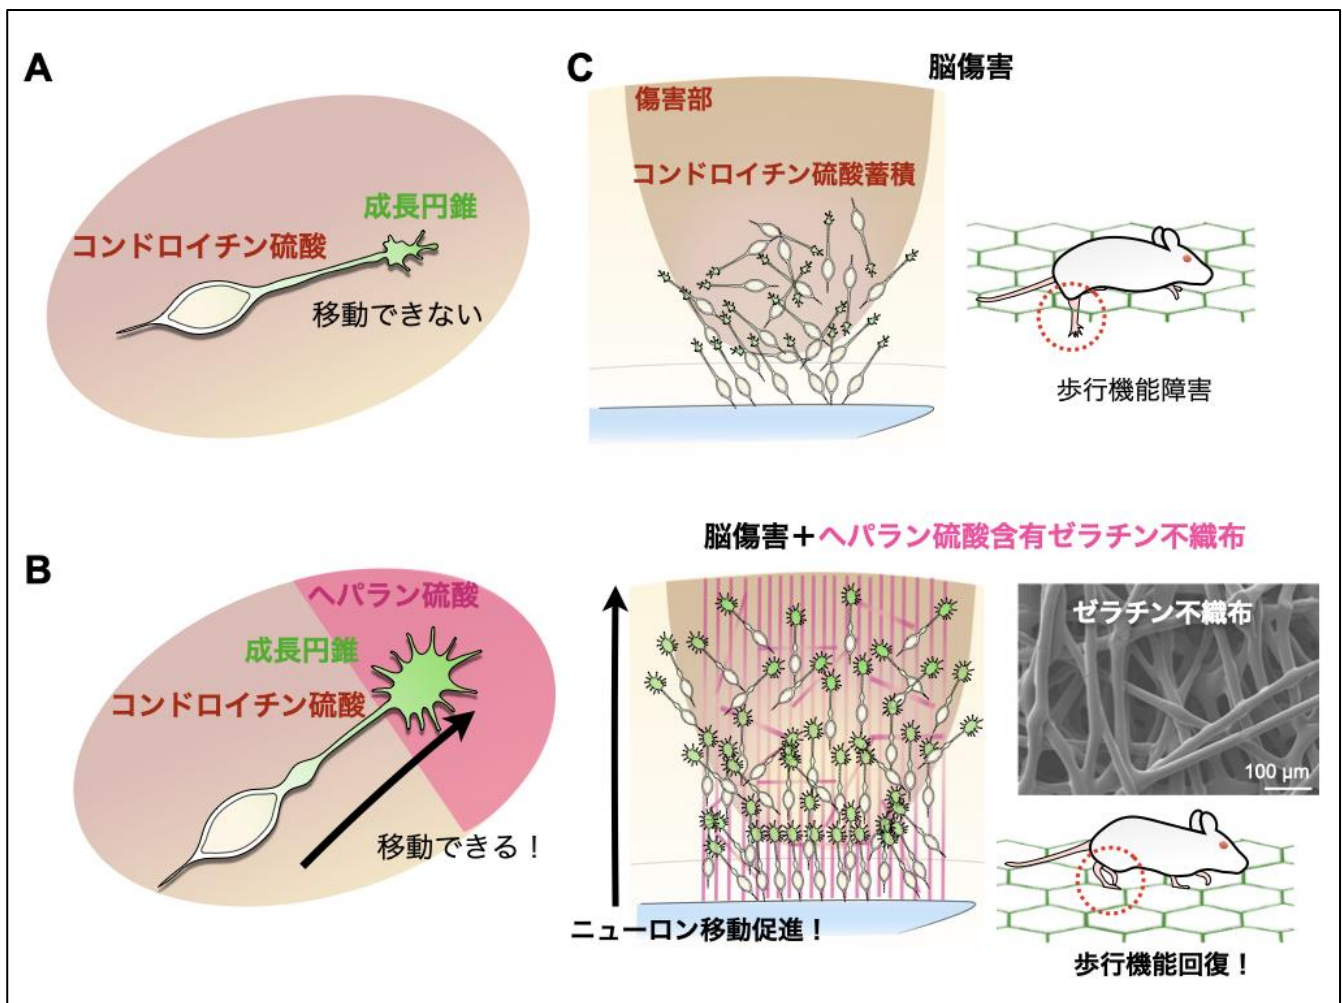 A
成長円錐
コンドロイチン硫酸
移動できない
B
ヘパラン硫酸
成長円錐
コンドロイチン硫酸
移動できる！
C
脳傷害
傷害部
コンドロイチン硫酸蓄積
歩行機能障害
脳傷害＋ヘパラン硫酸含有ゼラチン不織布
ゼラチン不織布
100 μm
ニューロン移動促進！
歩行機能回復！